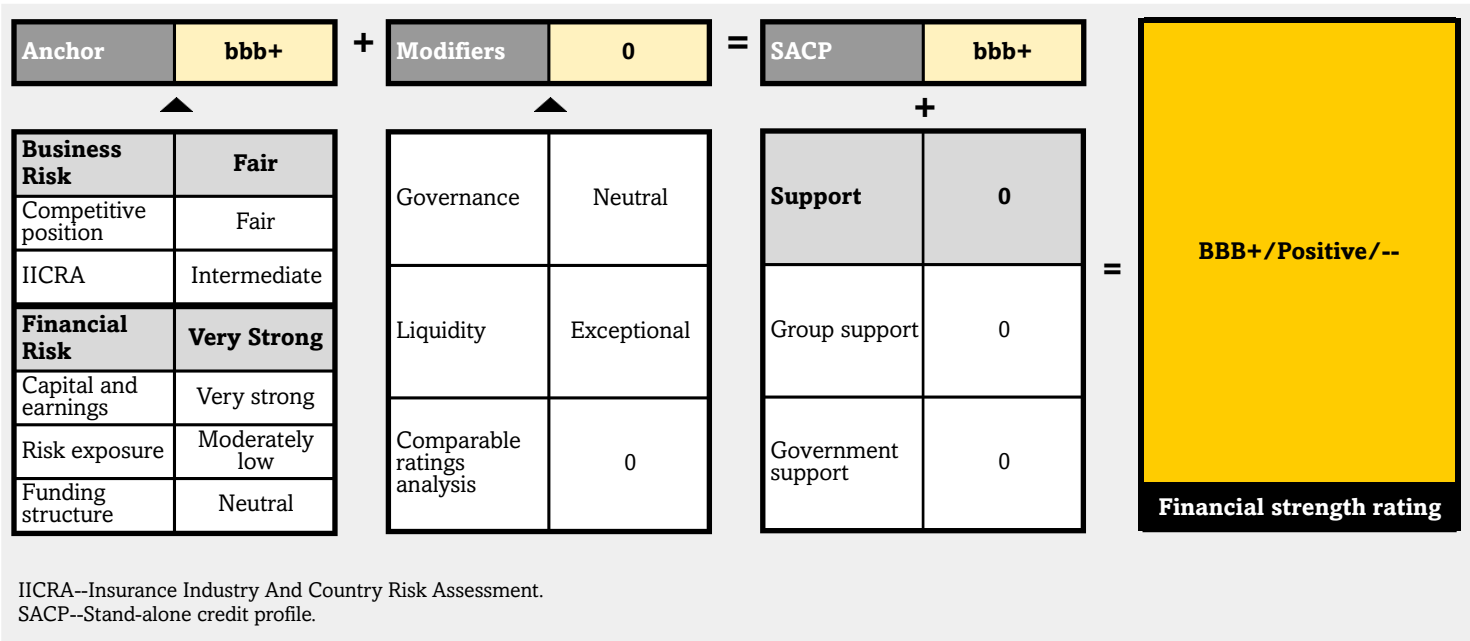 Anchor bbb+ + Modifiers 0 = SACP bbb+
+
Business
Risk
Fair
Competitive
position
Fair
IICRA Intermediate
Financial
Risk
Very Strong
Capital and
earnings
Very strong
Risk exposure
Moderately
low
Funding
structure
Neutral
Governance Neutral
Liquidity Exceptional
Comparable
ratings
analysis
0
Support 0
Group support 0
Government
support
0
=
BBB+/Positive/--
Financial strength rating
IICRA--Insurance Industry And Country Risk Assessment.
SACP--Stand-alone credit profile.